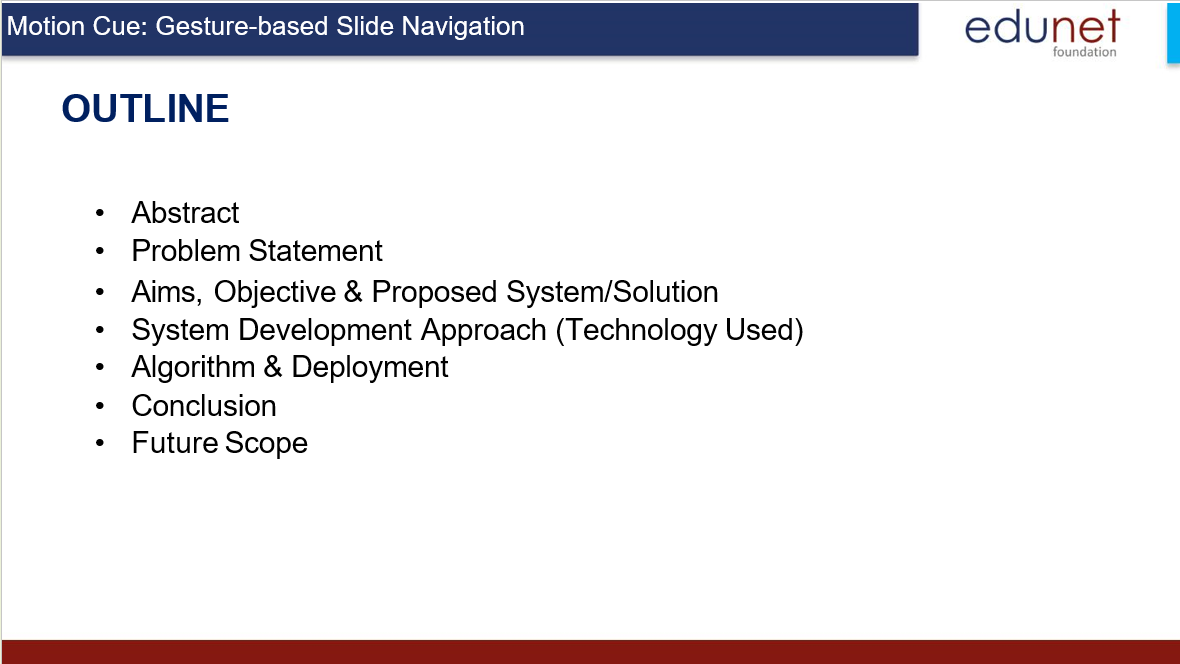 Motion Cue: Gesture-based Slide Navigation
edunet
foundation
OUTLINE
• Abstract
• Problem Statement
• Aims, Objective & Proposed System/Solution
• System Development Approach (Technology Used)
• Algorithm & Deployment
• Conclusion
• Future Scope